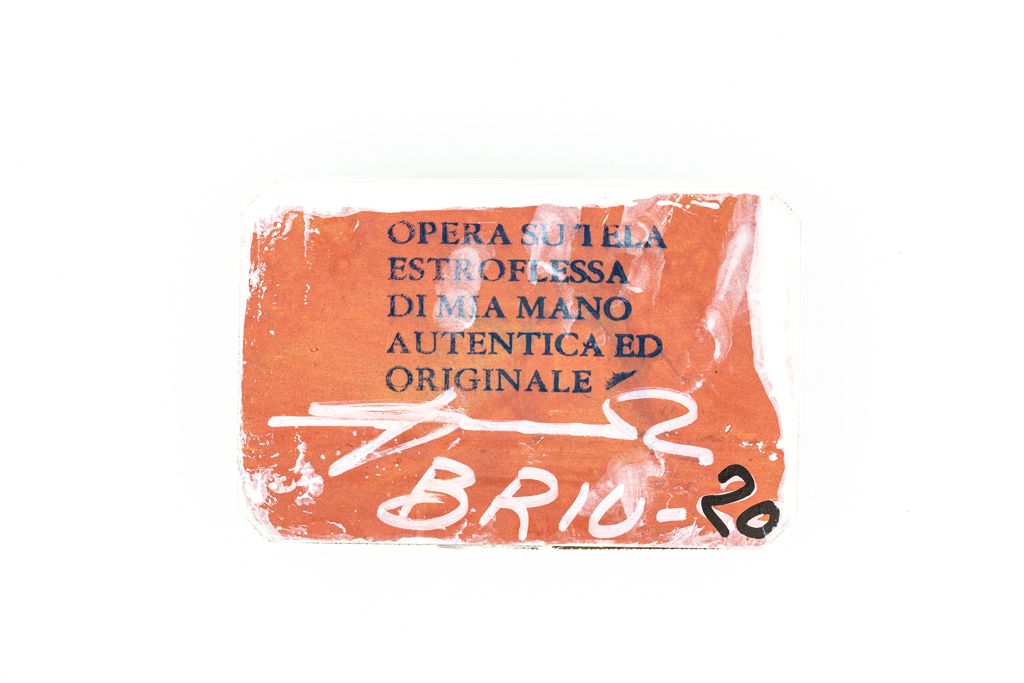 OPERA SU TELA
ESTROFLESSA
DI MIA MANO
AUTENTICA ED
ORIGINALE
BRIO-20